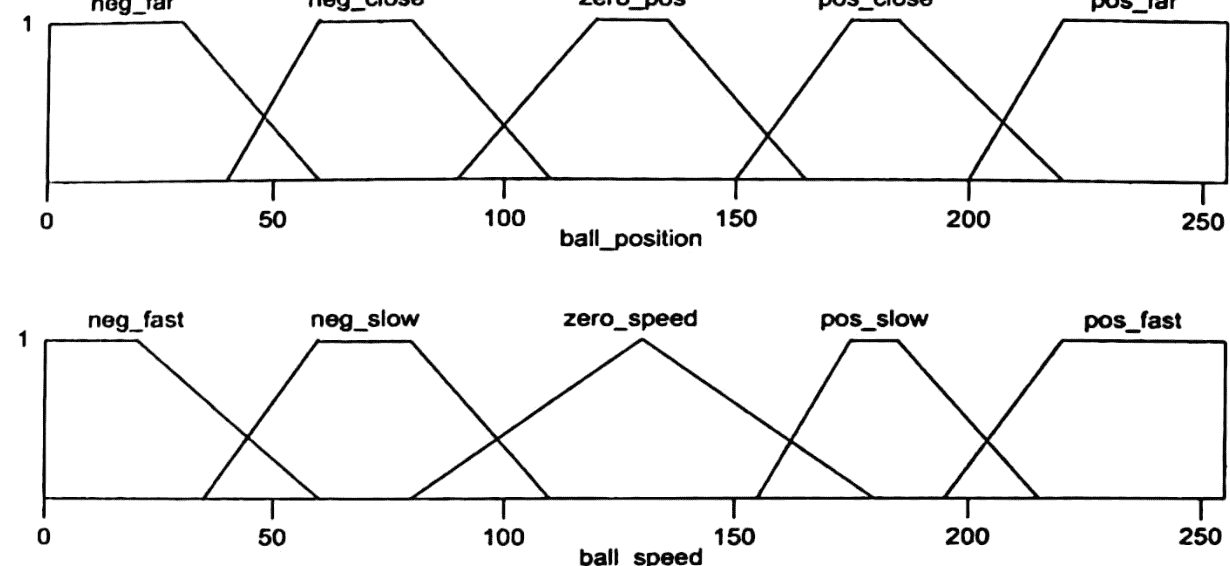 neg_far neg_close zero_pos pos_close pos_far
1
0 50 100 150 200 250
ball_position
neg_fast neg_slow zero_speed pos_slow pos_fast
1
0 50 100 150 200 250
ball_speed